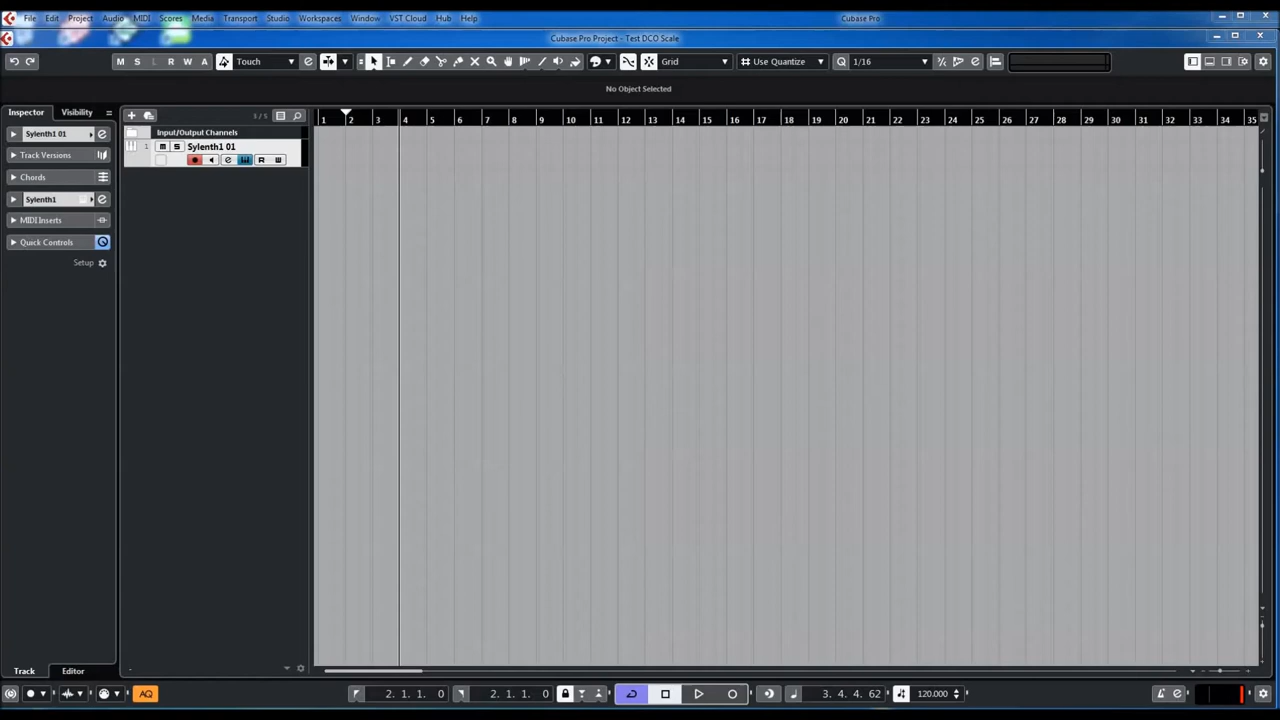 File Edit Project Audio MIDI Scores Media Transport Studio Workspaces Window VST Cloud Hub Help Cubase Pro
Cubase Pro Project - Test DCO Scale
M S L R W A Touch Grid Use Quantize Q 1/16
No Object Selected
Inspector Visibility
1 2 3 4 5 6 7 8 9 10 11 12 13 14 15 16 17 18 19 20 21 22 23 24 25 26 27 28 29 30 31 32 33 34 35
Sylenth1 01 Input/Output Channels
1 m S Sylenth1 01
Track Versions
R
Chords
Sylenth1
MIDI Inserts
Quick Controls
Setup
Track Editor
AQ 2. 1. 1. 0 2. 1. 1. 0 3. 4. 4. 62 120.000